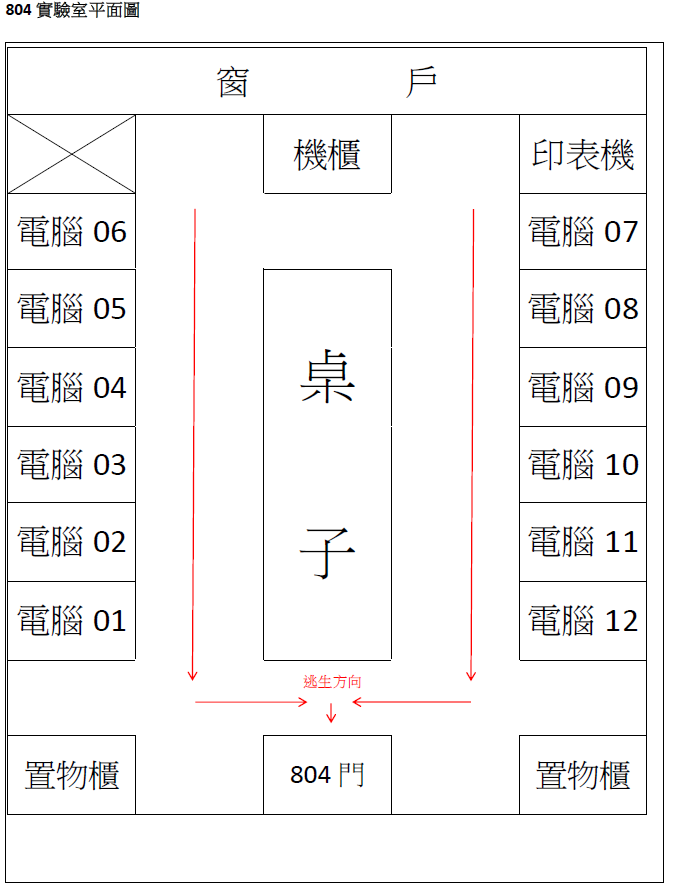 804 實驗室平面圖
窗 戶
機櫃 印表機
電腦 06 電腦 07
電腦 05 電腦 08
桌
電腦 04 電腦 09
電腦 03 電腦 10
子
電腦 02 電腦 11
電腦 01 電腦 12
逃生方向
置物櫃 804 門 置物櫃